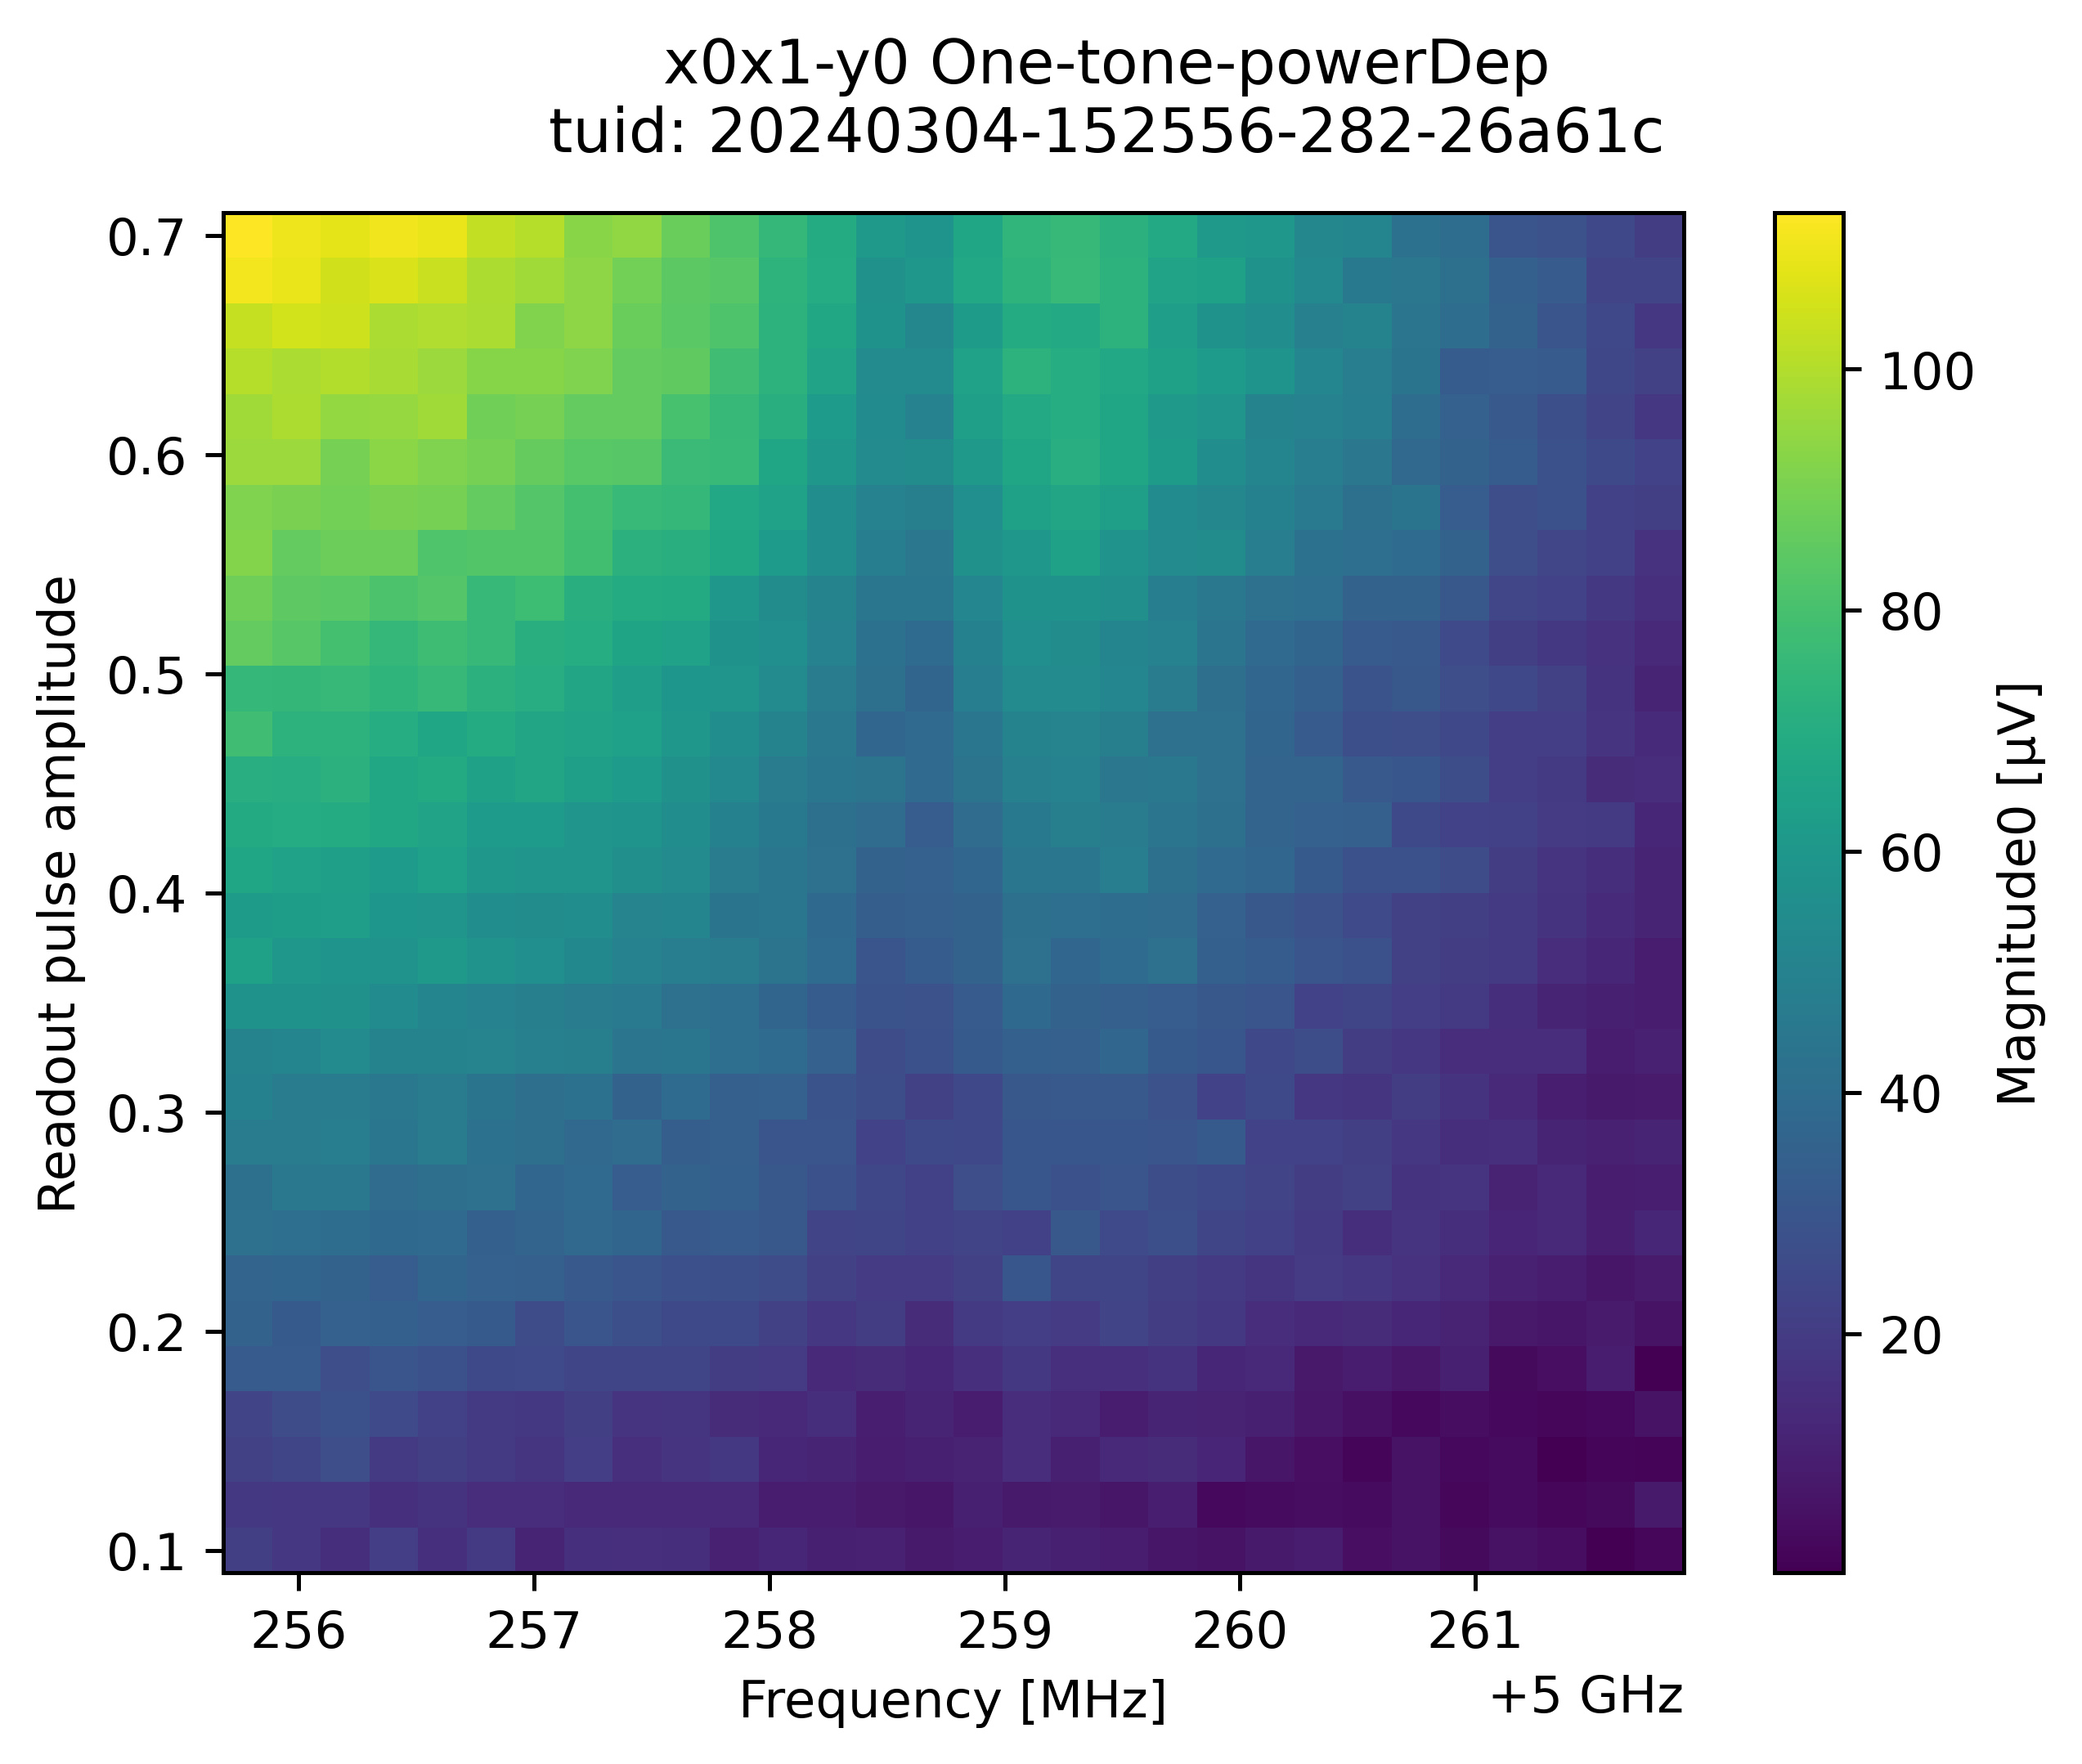 x0x1-y0 One-tone-powerDep
tuid: 20240304-152556-282-26a61c
Readout pulse amplitude
0.7
0.6
0.5
0.4
0.3
0.2
0.1
256 257 258 259 260 261
Frequency [MHz]
+5 GHz
100
80
60
40
20
Magnitude0 [µV]